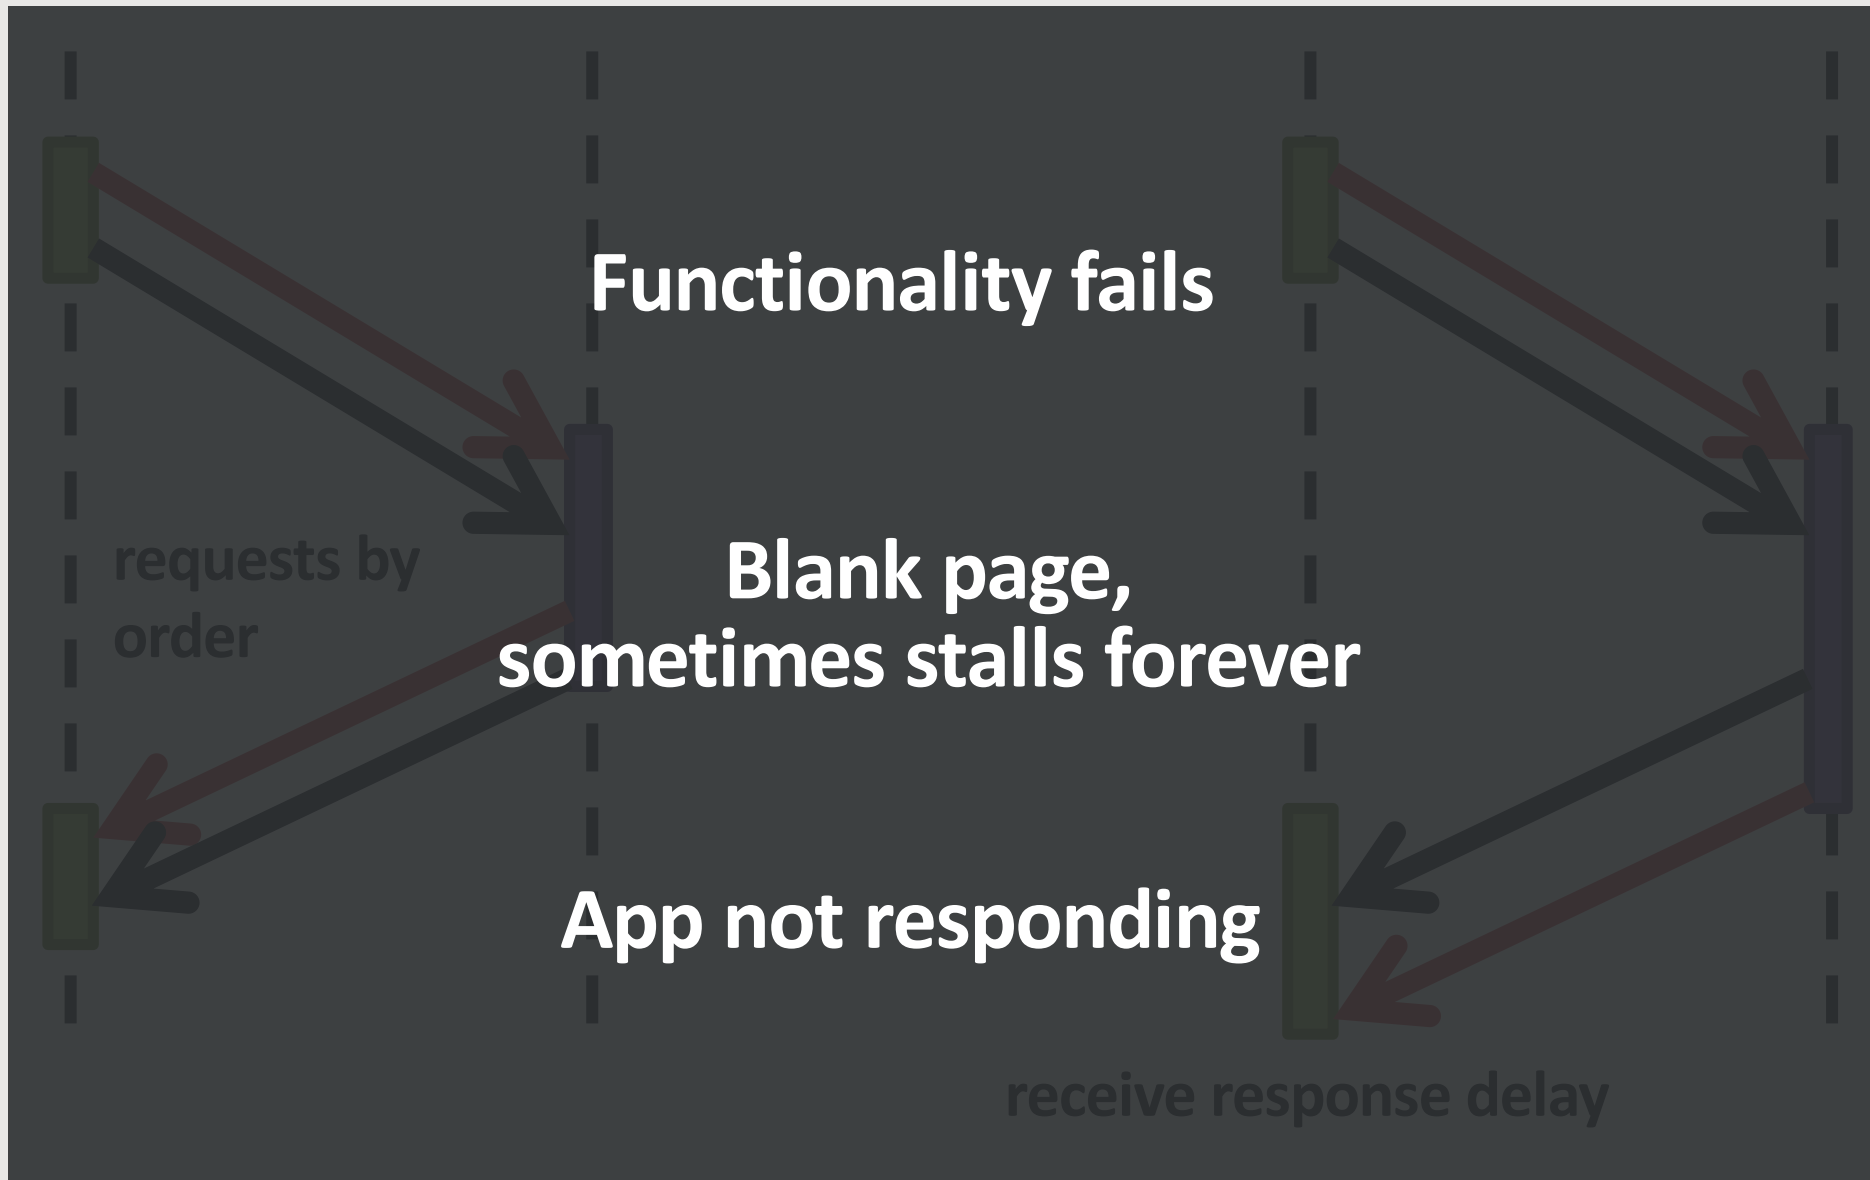 Functionality fails
requests by
order
Blank page,
sometimes stalls forever
App not responding
receive response delay